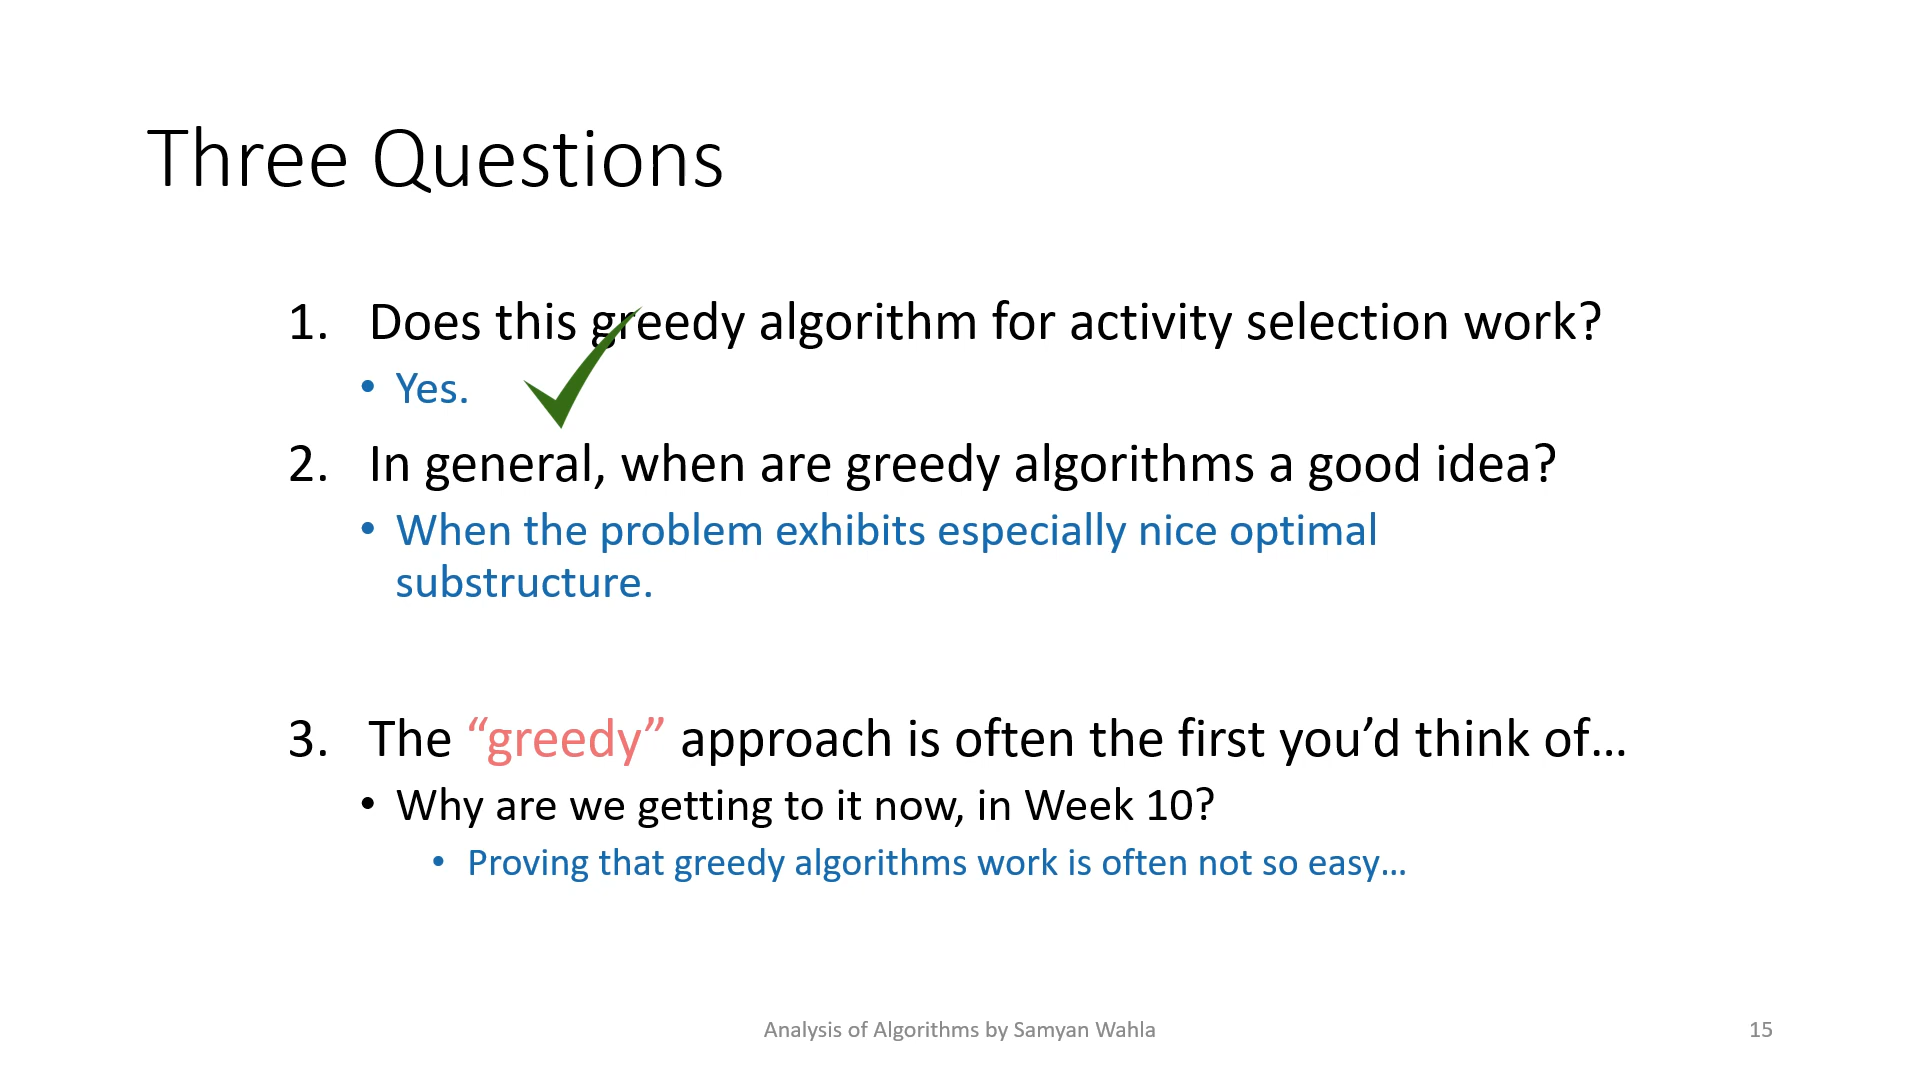 Three Questions
1. Does this greedy algorithm for activity selection work?
• Yes.
2. In general, when are greedy algorithms a good idea?
• When the problem exhibits especially nice optimal
substructure.
3. The “greedy” approach is often the first you’d think of…
• Why are we getting to it now, in Week 10?
• Proving that greedy algorithms work is often not so easy…
Analysis of Algorithms by Samyan Wahla
15